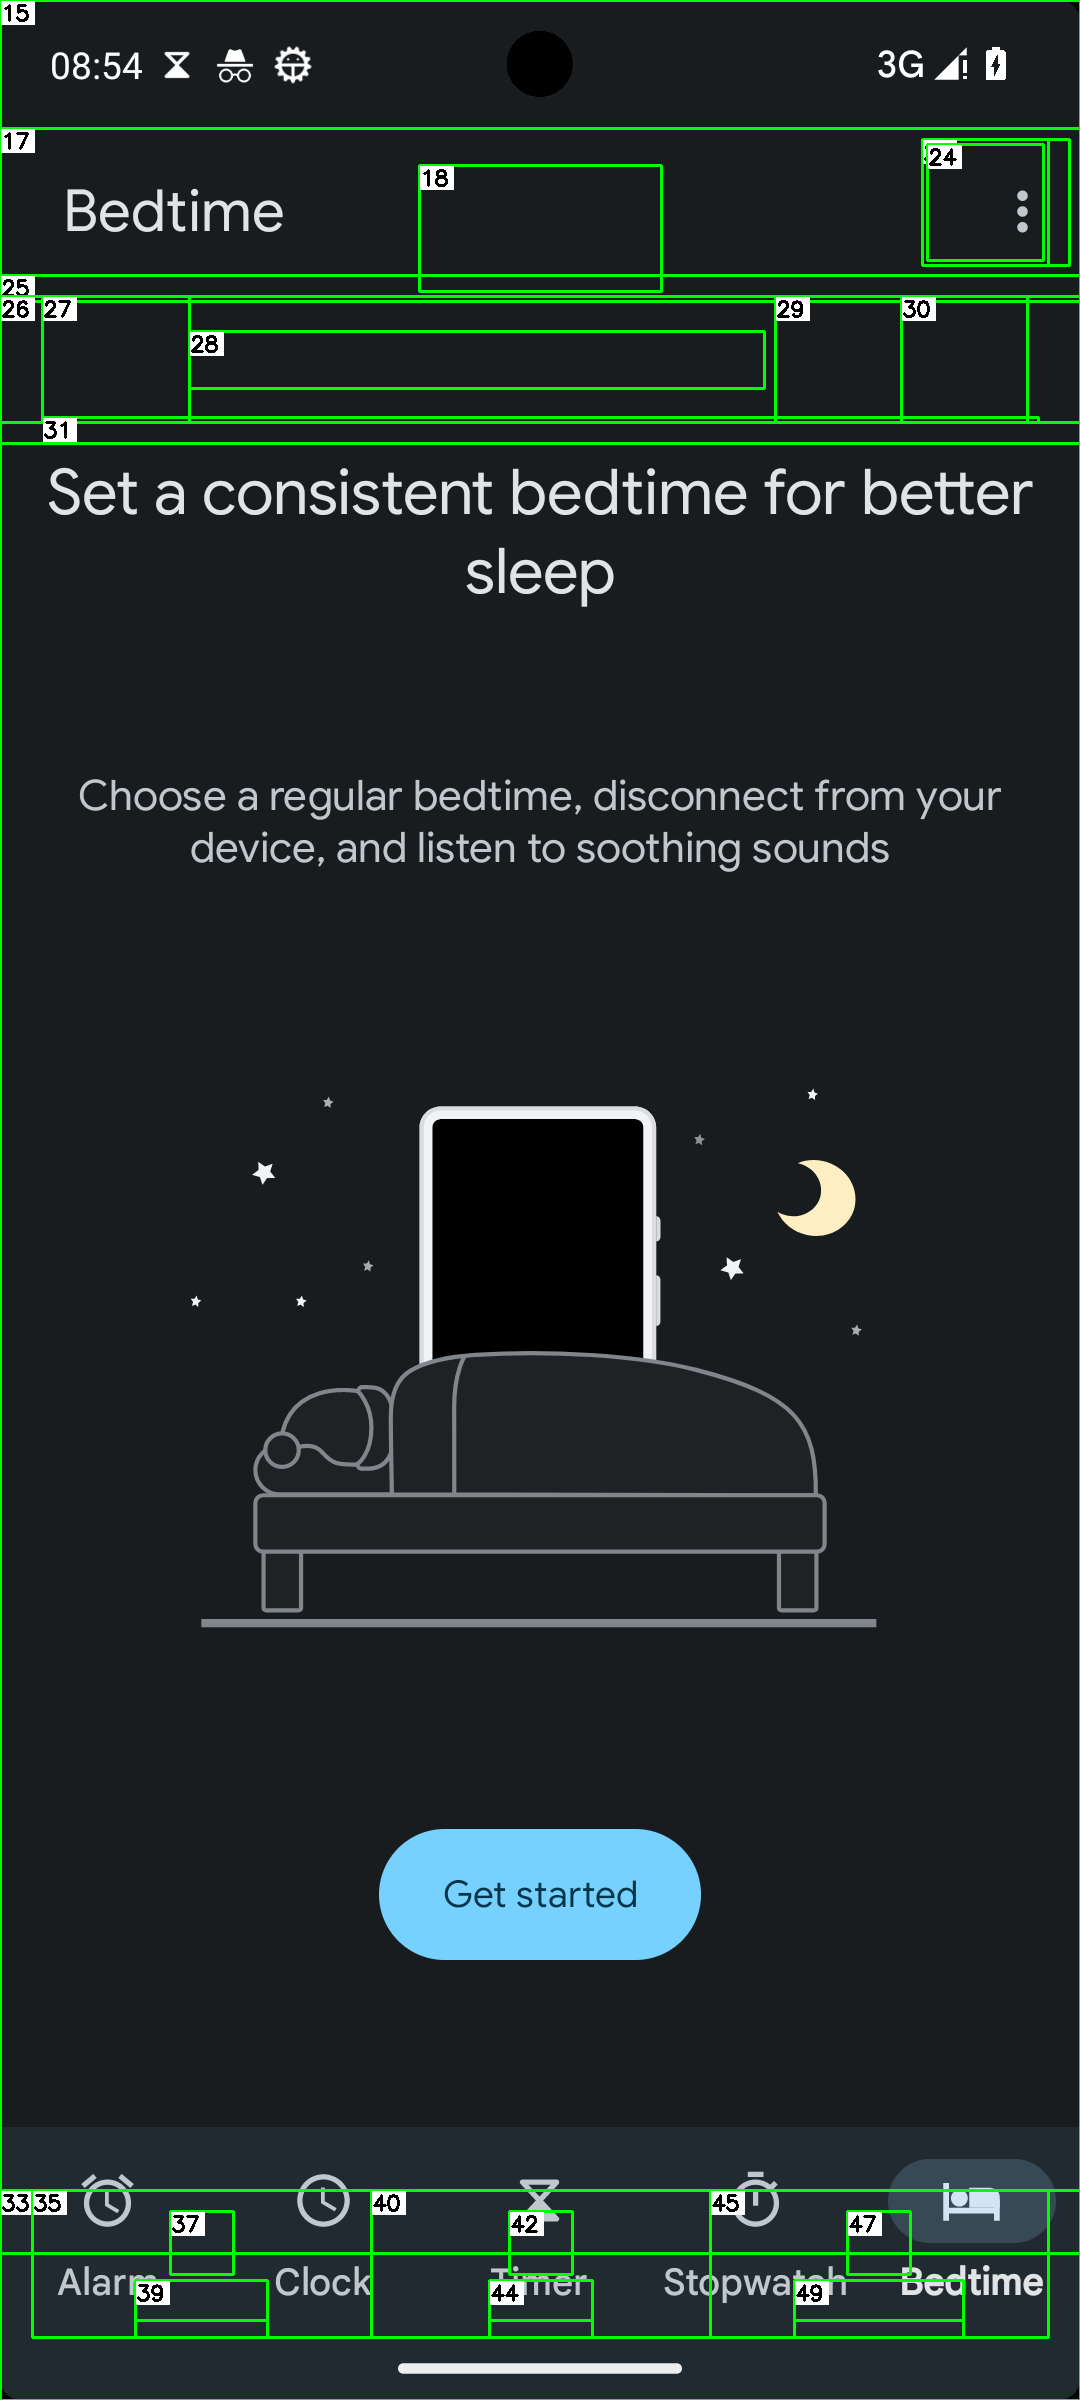 15
08:54
3G
17
18
24
Bedtime
25
26
27
28
29
30
31
Set a consistent bedtime for better
sleep
Choose a regular bedtime, disconnect from your
device, and listen to soothing sounds
Get started
33
35
37
40
42
45
47
Alarm
Clock
Timer
Stopwatch
Bedtime
39
44
49